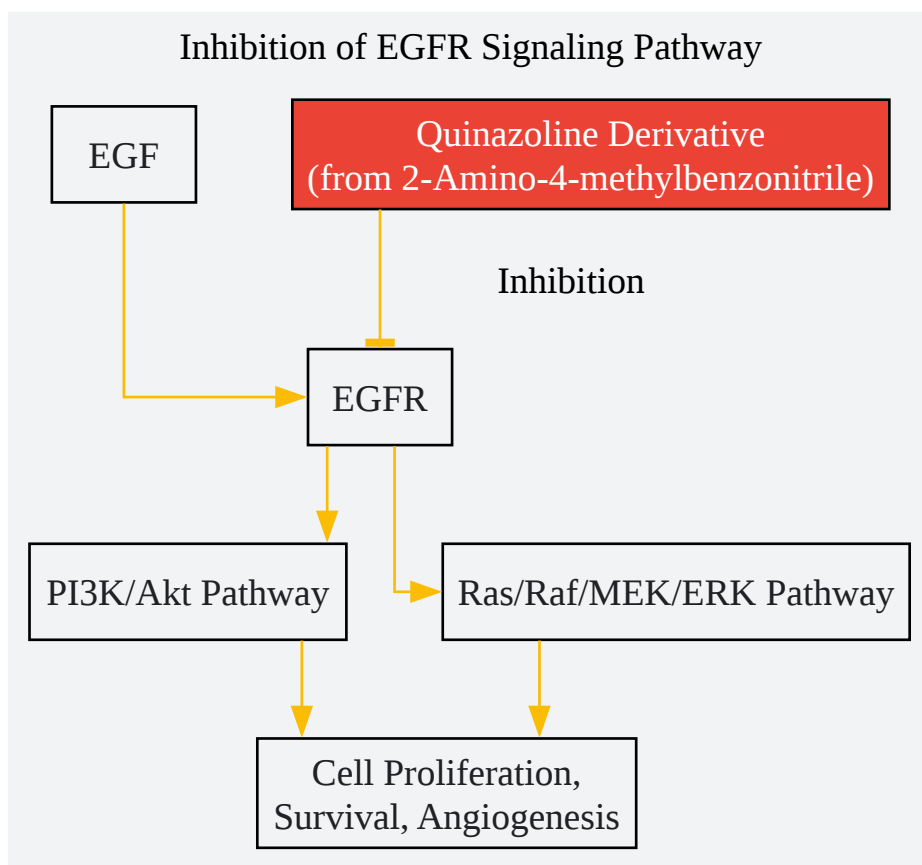 Inhibition of EGFR Signaling Pathway
EGF
Quinazoline Derivative
(from 2-Amino-4-methylbenzonitrile)
Inhibition
EGFR
PI3K/Akt Pathway
Ras/Raf/MEK/ERK Pathway
Cell Proliferation,
Survival, Angiogenesis